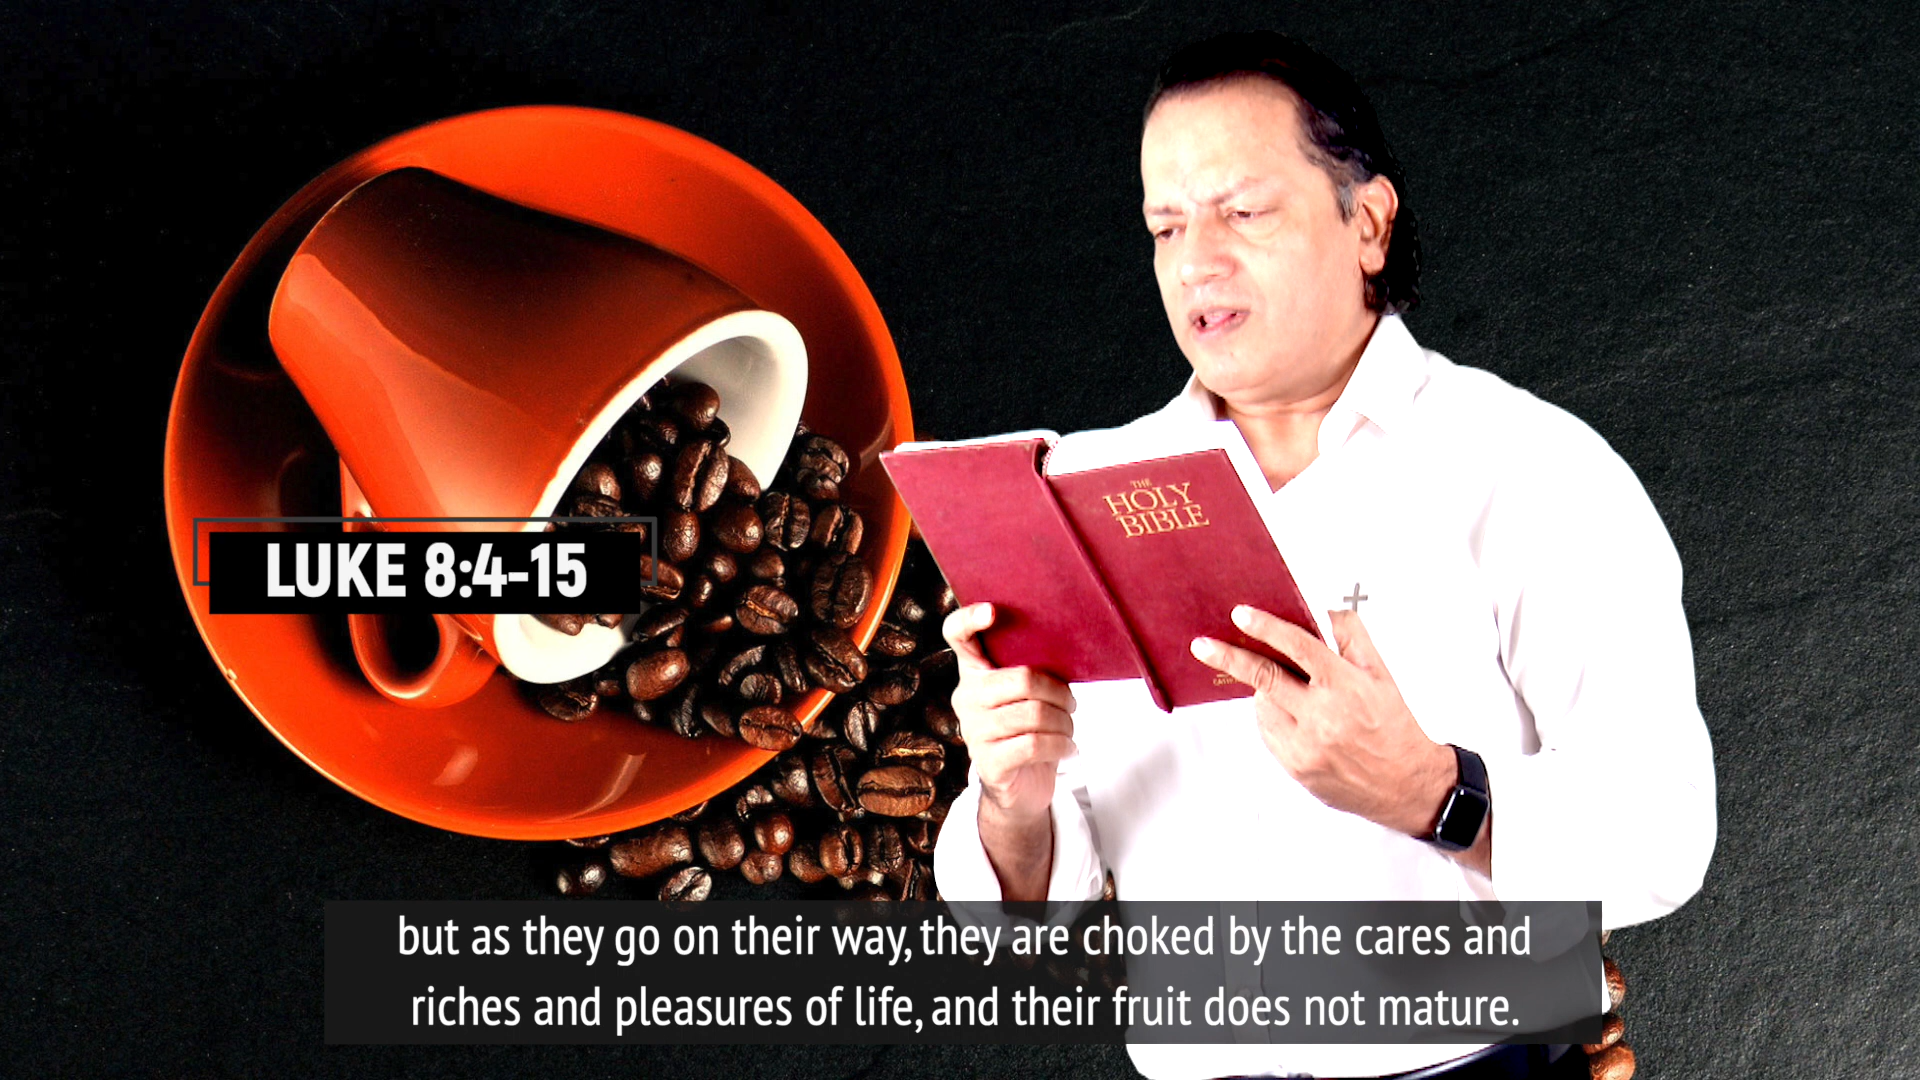 LUKE 8:4-15
THE
HOLY
BIBLE
but as they go on their way, they are choked by the cares and
riches and pleasures of life, and their fruit does not mature.